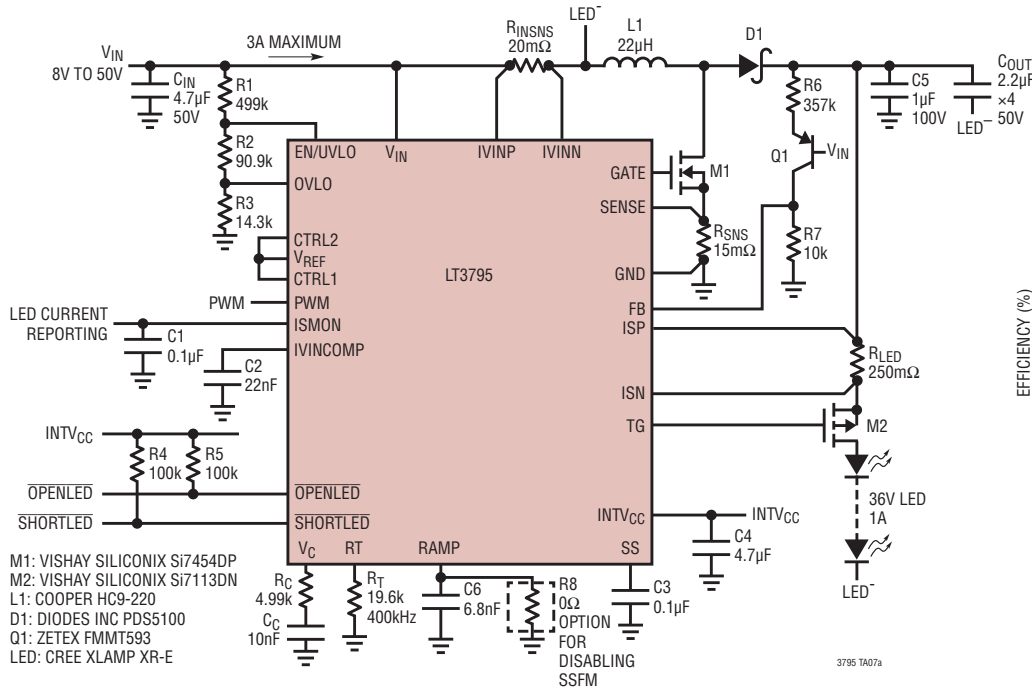 LED–
RINSNS
20mΩ
L1
22µH
D1
VIN
8V TO 50V
3A MAXIMUM
CIN
4.7µF
50V
R1
499k
R2
90.9k
R3
14.3k
R6
357k
Q1
VIN
R7
10k
C5
1µF
100V
COUT
2.2µF
×4
50V
LED–
EN/UVLO
VIN
IVINP
IVINN
OVLO
GATE
M1
SENSE
RSNS
15mΩ
GND
CTRL2
VREF
CTRL1
LT3795
PWM
PWM
FB
LED CURRENT
REPORTING
ISMON
ISP
C1
0.1µF
IVINCOMP
C2
22nF
RLED
250mΩ
ISN
TG
M2
INTVCC
R4
100k
R5
100k
OPENLED
OPENLED
SHORTLED
SHORTLED
36V LED
1A
LED–
INTVCC
INTVCC
C4
4.7µF
VC
RT
RAMP
SS
RC
4.99k
CC
10nF
RT
19.6k
400kHz
C6
6.8nF
R8
0Ω
OPTION
FOR
DISABLING
SSFM
C3
0.1µF
M1: VISHAY SILICONIX Si7454DP
M2: VISHAY SILICONIX Si7113DN
L1: COOPER HC9-220
D1: DIODES INC PDS5100
Q1: ZETEX FMMT593
LED: CREE XLAMP XR-E
3795 TA07a
EFFICIENCY (%)